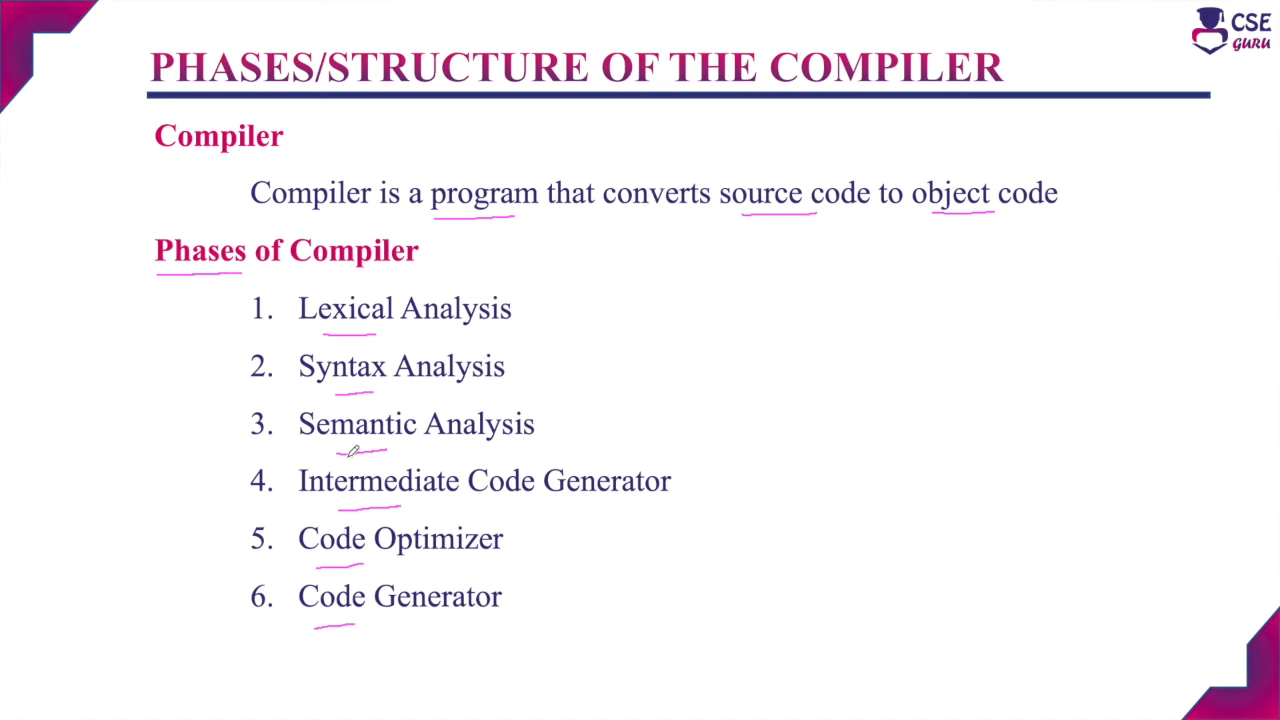 CSE
GURU
PHASES/STRUCTURE OF THE COMPILER
Compiler
Compiler is a program that converts source code to object code
Phases of Compiler
1. Lexical Analysis
2. Syntax Analysis
3. Semantic Analysis
4. Intermediate Code Generator
5. Code Optimizer
6. Code Generator